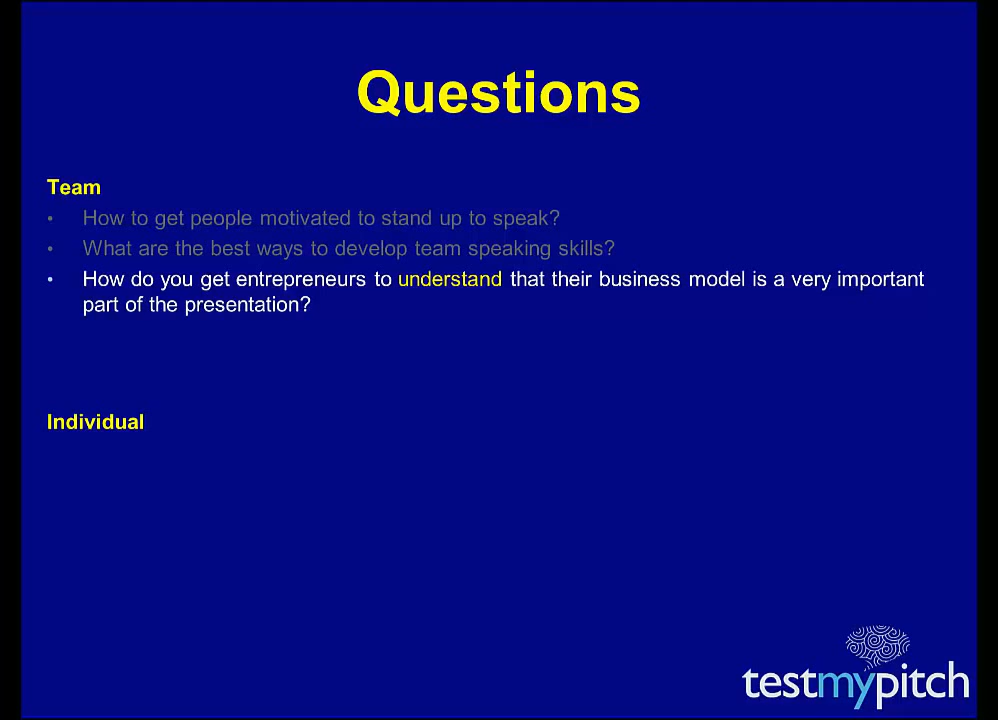 Questions
Team
• How to get people motivated to stand up to speak?
• What are the best ways to develop team speaking skills?
• How do you get entrepreneurs to understand that their business model is a very important
part of the presentation?
Individual
testmypitch